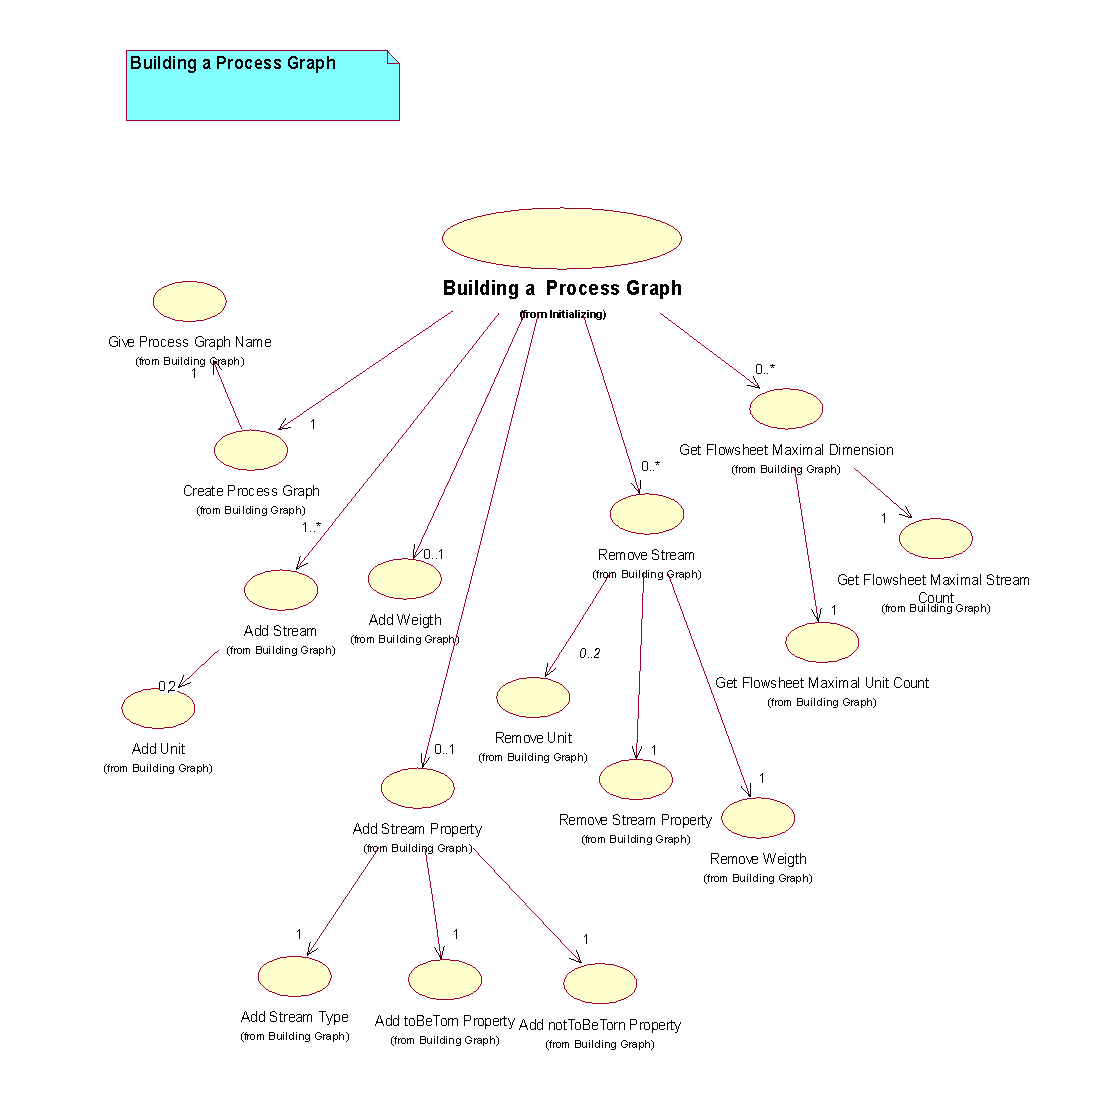 Building a Process Graph
Building a  Process Graph
(from Initializing)
Give Process Graph Name
(from Building Graph)
1
1
Create Process Graph
(from Building Graph)
0..*
Get Flowsheet Maximal Dimension
(from Building Graph)
1
Get Flowsheet Maximal Stream
Count
(from Building Graph)
1
Get Flowsheet Maximal Unit Count
(from Building Graph)
0..*
Remove Stream
(from Building Graph)
1..*
Add Stream
(from Building Graph)
0..1
Add Weigth
(from Building Graph)
0,2
Add Unit
(from Building Graph)
0..2
Remove Unit
(from Building Graph)
1
Remove Stream Property
(from Building Graph)
1
Remove Weigth
(from Building Graph)
0..1
Add Stream Property
(from Building Graph)
1
Add Stream Type
(from Building Graph)
1
Add toBeTorn Property
(from Building Graph)
1
Add notToBeTorn Property
(from Building Graph)